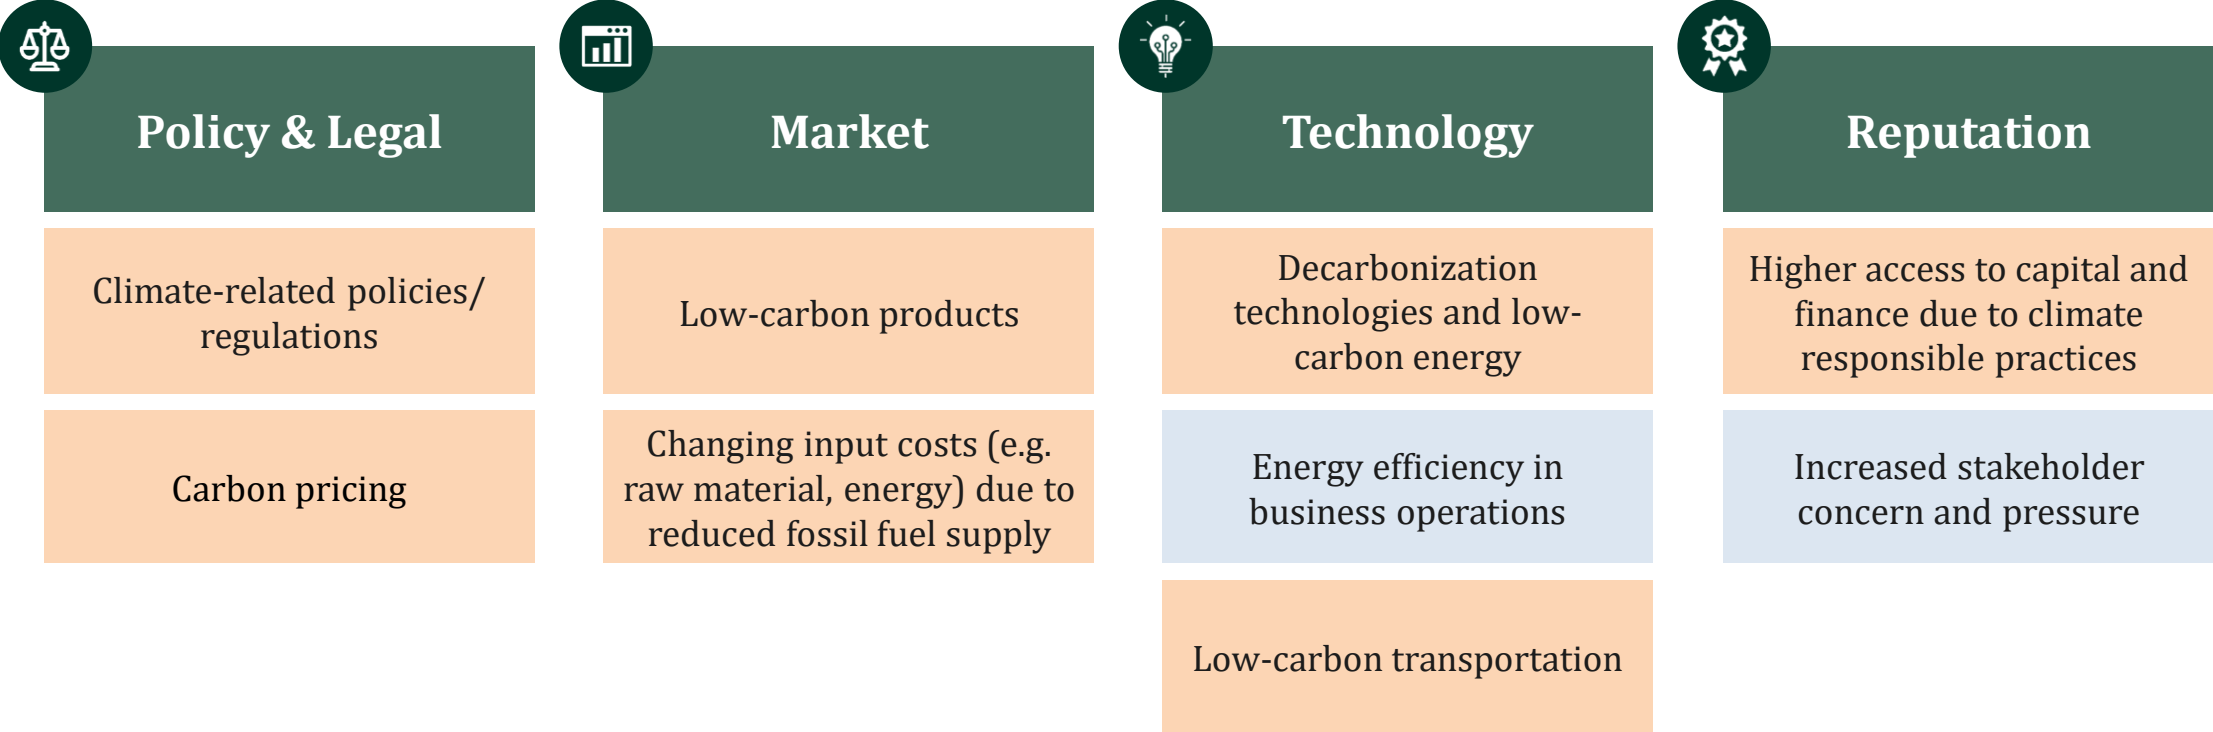 Policy & Legal
Climate-related policies/
regulations
Carbon pricing
Market
Low-carbon products
Changing input costs (e.g.
raw material, energy) due to
reduced fossil fuel supply
Technology
Decarbonization
technologies and low-
carbon energy
Energy efficiency in
business operations
Low-carbon transportation
Reputation
Higher access to capital and
finance due to climate
responsible practices
Increased stakeholder
concern and pressure